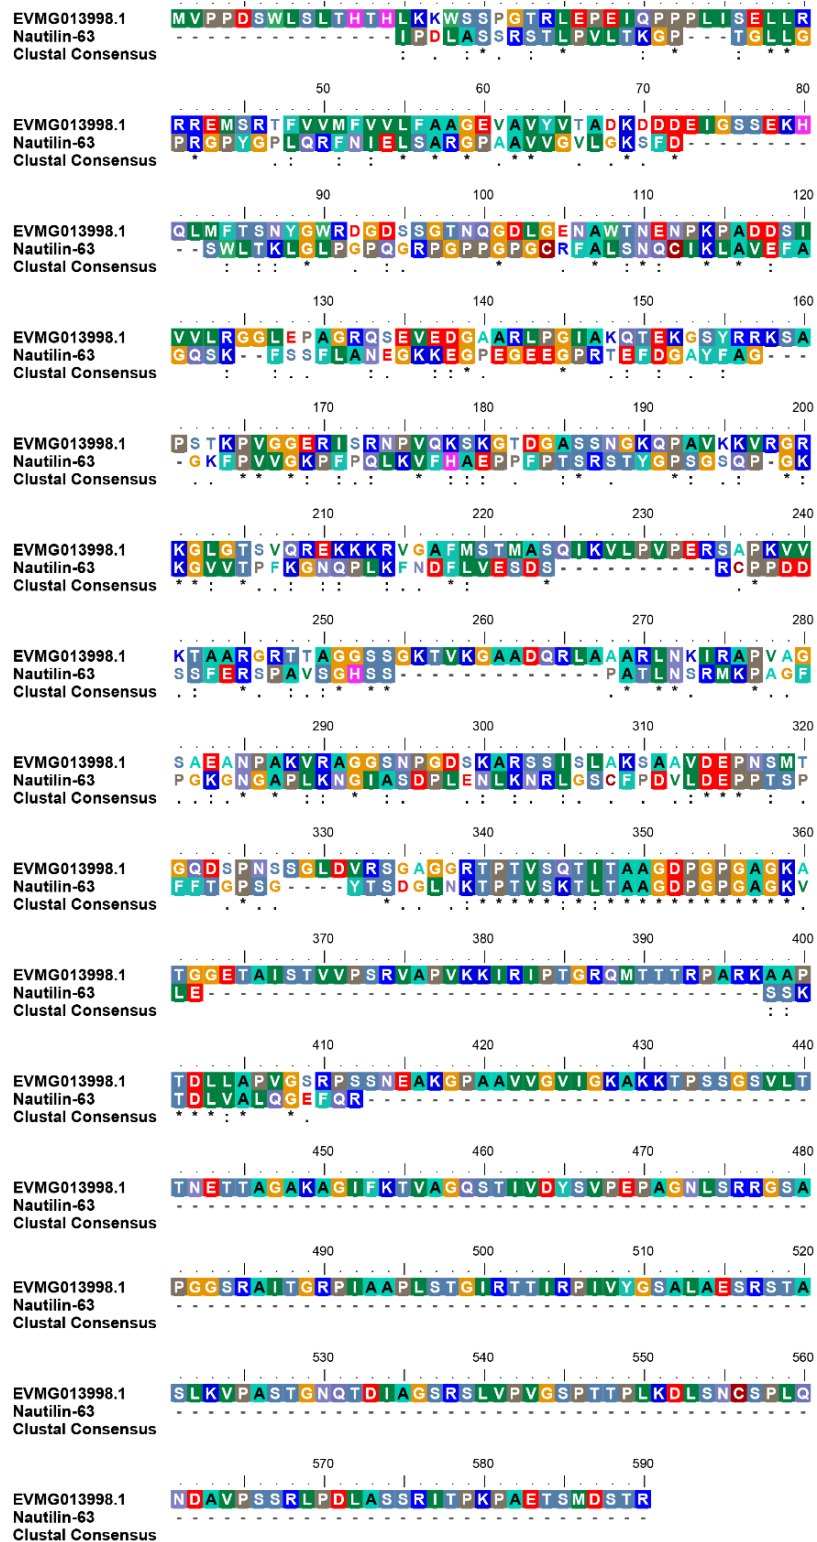 EVMG013998.1 MVPPDSWLSLTHTHLKKWSSPGTRLEPEIQPPPLISELLR
Nautilin-63 --------------IPDLASSRSTLPVLTKGP---TGLLG
Clustal Consensus : . :* . : * : . * : * *
50 60 70 80
EVMG013998.1 RREMSRTFVVMFVVLFAAGEVAVYVTADKDDDEIGSSEKH
Nautilin-63 PRGPYGPLQRFNIELSARGPAAVVGVLGKSFD--------
Clustal Consensus * . : : : * * * . * * . . * : *
90 100 110 120
EVMG013998.1 QLMFTSNYGWRDGDSSGTNQGDLGENAWTNENPKPADDSI
Nautilin-63 --SWLTKLGLPGPQGRPGPPGPGCRFALSNQCIKLAVEFA
Clustal Consensus : : : * . . . * . * : * : * * :
130 140 150 160
EVMG013998.1 VVLRGGLEPAGRQSEVEDGAARLPGIAKQTEKGSYRRKSA
Nautilin-63 GQSK--FSSFLANEGKKEGPEGEEGPRTEFDGAYFAG---
Clustal Consensus : : . . : . : : * . * . : : . :
170 180 190 200
EVMG013998.1 PSTKPVGGERISRNPVQKSKGTDGASSNGKQPAVKKVRGR
Nautilin-63 -GKFPVVGKPFPQLKVFHAEPPFPTSRSTYGPSGSQP-GK
Clustal Consensus . . * * * : : . : * : : . . : * . . * : . : * :
210 220 230 240
EVMG013998.1 KGLGTSVQREKKKRVGAFMSTMASQIKVLPVPERSAPKVV
Nautilin-63 KGVVTPFKGNQPLKFNDFLVESDS----------RCPPDD
Clustal Consensus * * : * . . : : : : . . * : * . *
250 260 270 280
EVMG013998.1 KTAARGRTTAGGSSGKTVKGAADQRLAAARLNKIRAPVAG
Nautilin-63 SSFERSPAVSGHSS-------------PATLNSRMKPAGF
Clustal Consensus . : * . : . : * * * . * * * . * . .
290 300 310 320
EVMG013998.1 SAEANPAKVRAGGSNPGDSKARSSISLAKSAAVDEPNSMT
Nautilin-63 PGKGNGAPLKNGIASDPLENLKNRLGSCFPDVLDEPPTSP
Clustal Consensus . . : . * * : : * : . . : . : . . . : * * * : .
330 340 350 360
EVMG013998.1 GQDSPNSSGLDVRSGAGGRTPTVSQTITAAGDPGPGAGKA
Nautilin-63 FFTGPSG----YTSDGLNKTPTVSKTLTAAGDPGPGAGKV
Clustal Consensus . * . . * . . : * * * * * : * : * * * * * * * * * * * * .
370 380 390 400
EVMG013998.1 TGGETAISTVVPSRVAPVKKIRIPTGRQMTTTRPARKAAP
Nautilin-63 LE-----------------------------------SSK
Clustal Consensus : :
410 420 430 440
EVMG013998.1 TDLLAPVGSRPSSNEAKGPAAVVGVIGKAKKTPSSGSVLT
Nautilin-63 TDLVALQGEFQR----------------------------
Clustal Consensus * * * : * * .
450 460 470 480
EVMG013998.1 TNETTAGAKAGIFKTVAGQSTIVDYSVPEPAGNLSRRGSA
Nautilin-63 ----------------------------------------
Clustal Consensus
490 500 510 520
EVMG013998.1 PGGSRAITGRPIAAPLSTGIRTTIRPIVYGSALAESRSTA
Nautilin-63 ----------------------------------------
Clustal Consensus
530 540 550 560
EVMG013998.1 SLKVPASTGNQTDIAGSRSLVPVGSPTTPLKDLSNCSPLQ
Nautilin-63 ----------------------------------------
Clustal Consensus
570 580 590
EVMG013998.1 NDAVPSSRLPDLASSRITPKPAETSMDSTR
Nautilin-63 ------------------------------
Clustal Consensus